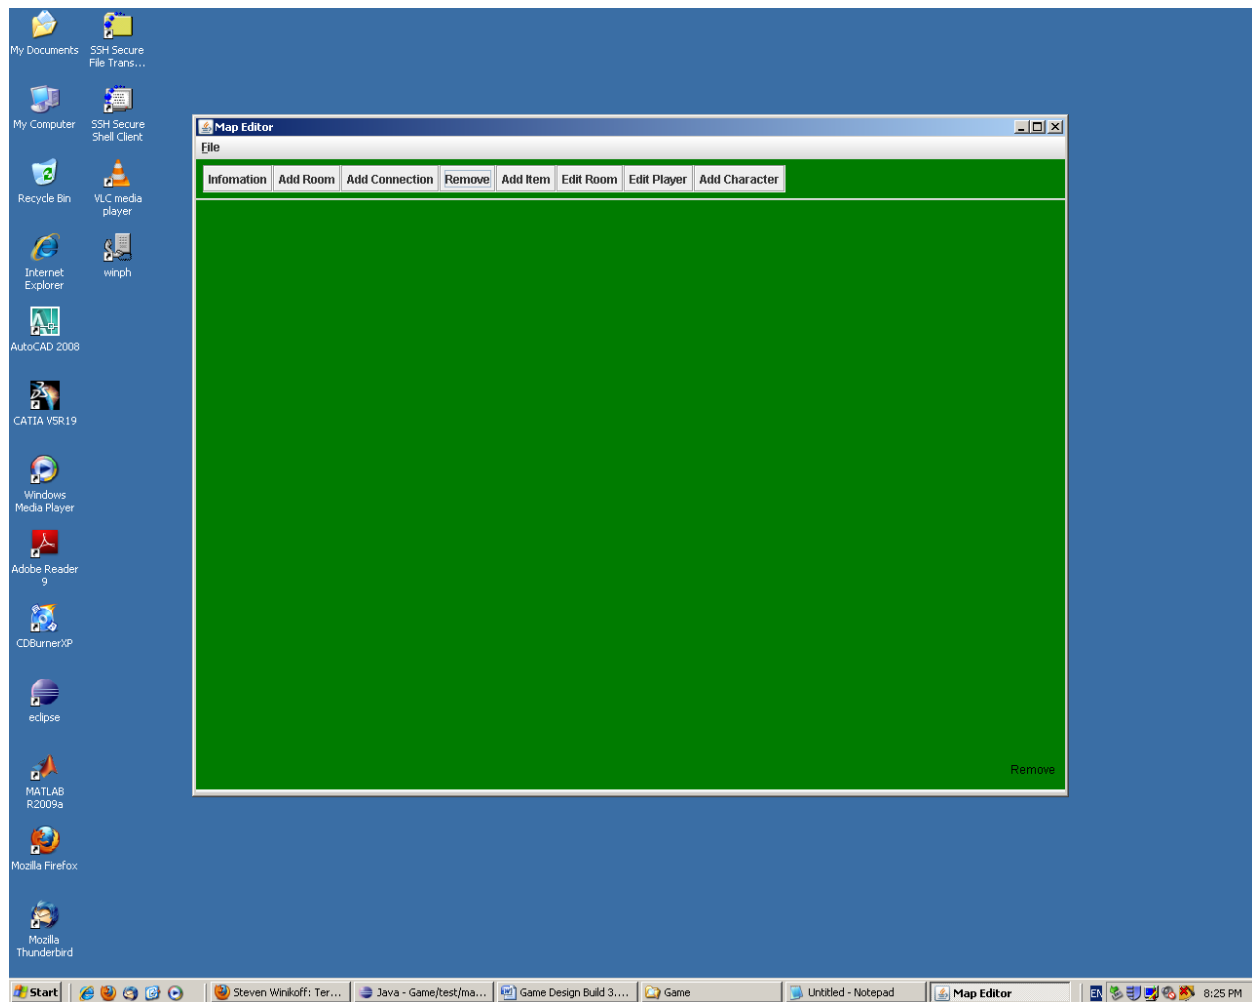 My Documents
SSH Secure
File Trans...
My Computer
SSH Secure
Shell Client
Recycle Bin
VLC media
player
Internet
Explorer
winph
AutoCAD 2008
CATIA V5R19
Windows
Media Player
Adobe Reader
9
CDBurnerXP
eclipse
MATLAB
R2009a
Mozilla Firefox
Mozilla
Thunderbird
Map Editor
File
Infomation Add Room Add Connection Remove Add Item Edit Room Edit Player Add Character
Remove
Start Steven Winikoff: Ter... Java - Game/test/ma... Game Design Build 3.... Game Untitled - Notepad Map Editor EN 8:25 PM